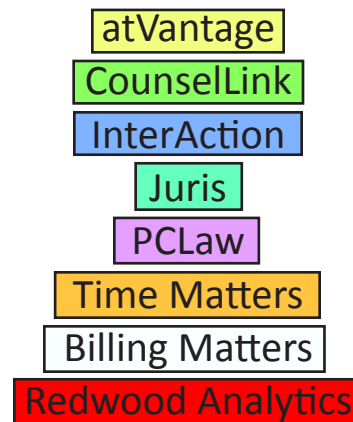 atVantage
CounselLink
InterAction
Juris
PCLaw
Time Matters
Billing Matters
Redwood Analytics